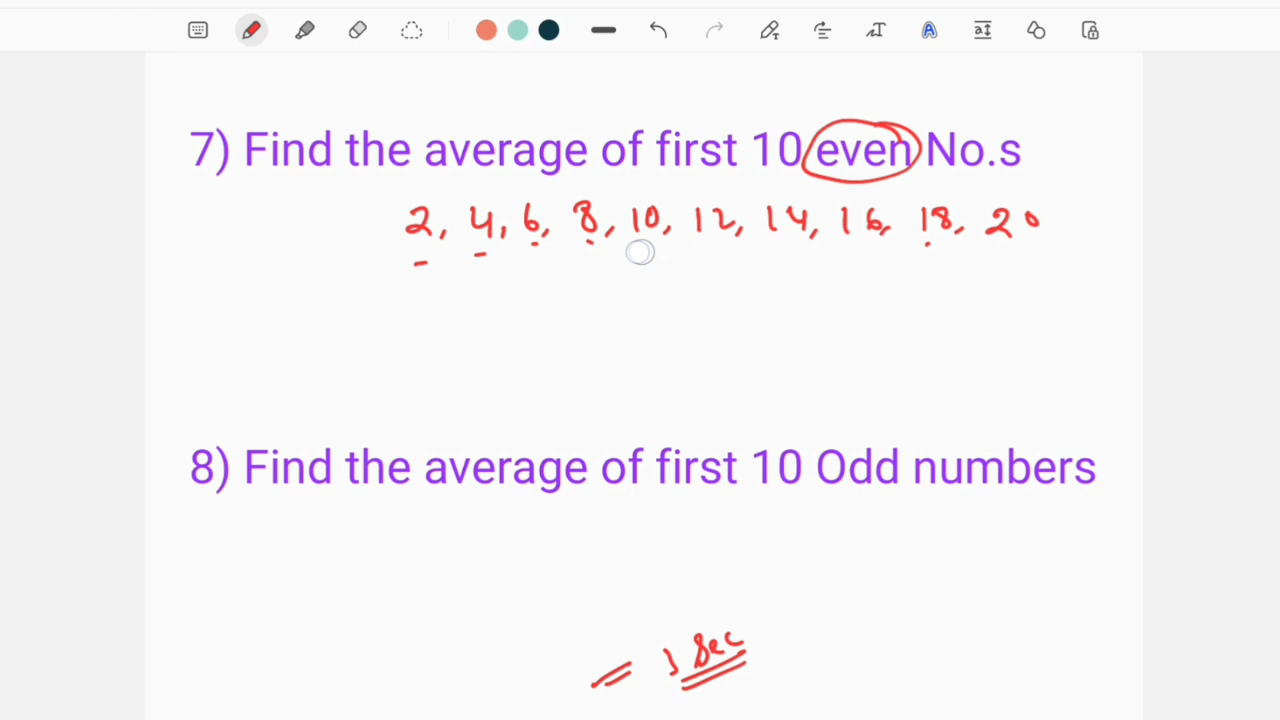 7) Find the average of first 10 even No.s
2, 4, 6, 8, 10, 12, 14, 16, 18, 20
8) Find the average of first 10 Odd numbers
= 1 Sec